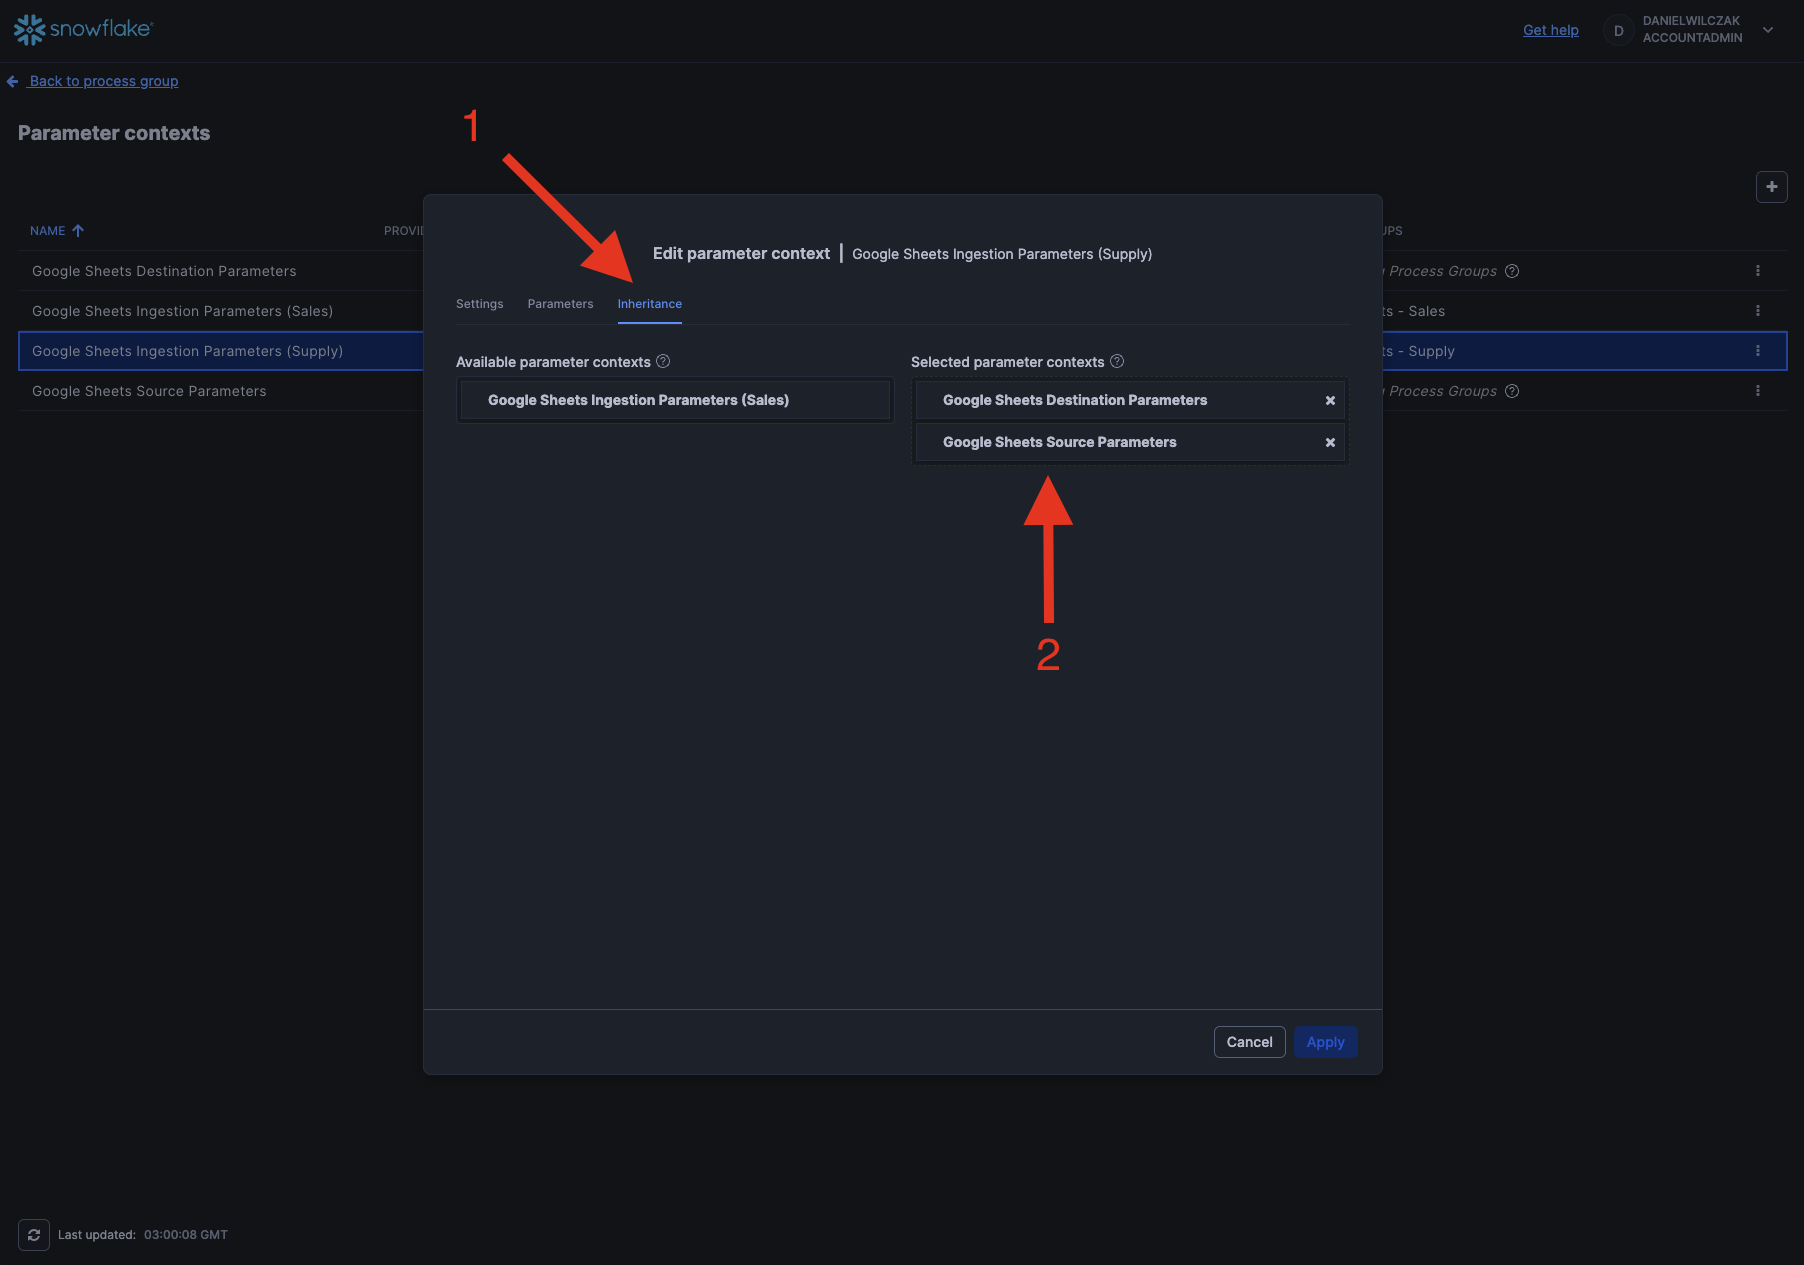 snowflake
Get help
D
DANIELWILCZAK
ACCOUNTADMIN
Back to process group
Parameter contexts
1
NAME
PROVI
UPS
Google Sheets Destination Parameters
Process Groups
Google Sheets Ingestion Parameters (Sales)
ts - Sales
Google Sheets Ingestion Parameters (Supply)
ts - Supply
Google Sheets Source Parameters
Process Groups
Edit parameter context | Google Sheets Ingestion Parameters (Supply)
Settings
Parameters
Inheritance
Available parameter contexts
Google Sheets Ingestion Parameters (Sales)
Selected parameter contexts
Google Sheets Destination Parameters
Google Sheets Source Parameters
2
Cancel
Apply
Last updated: 03:00:08 GMT